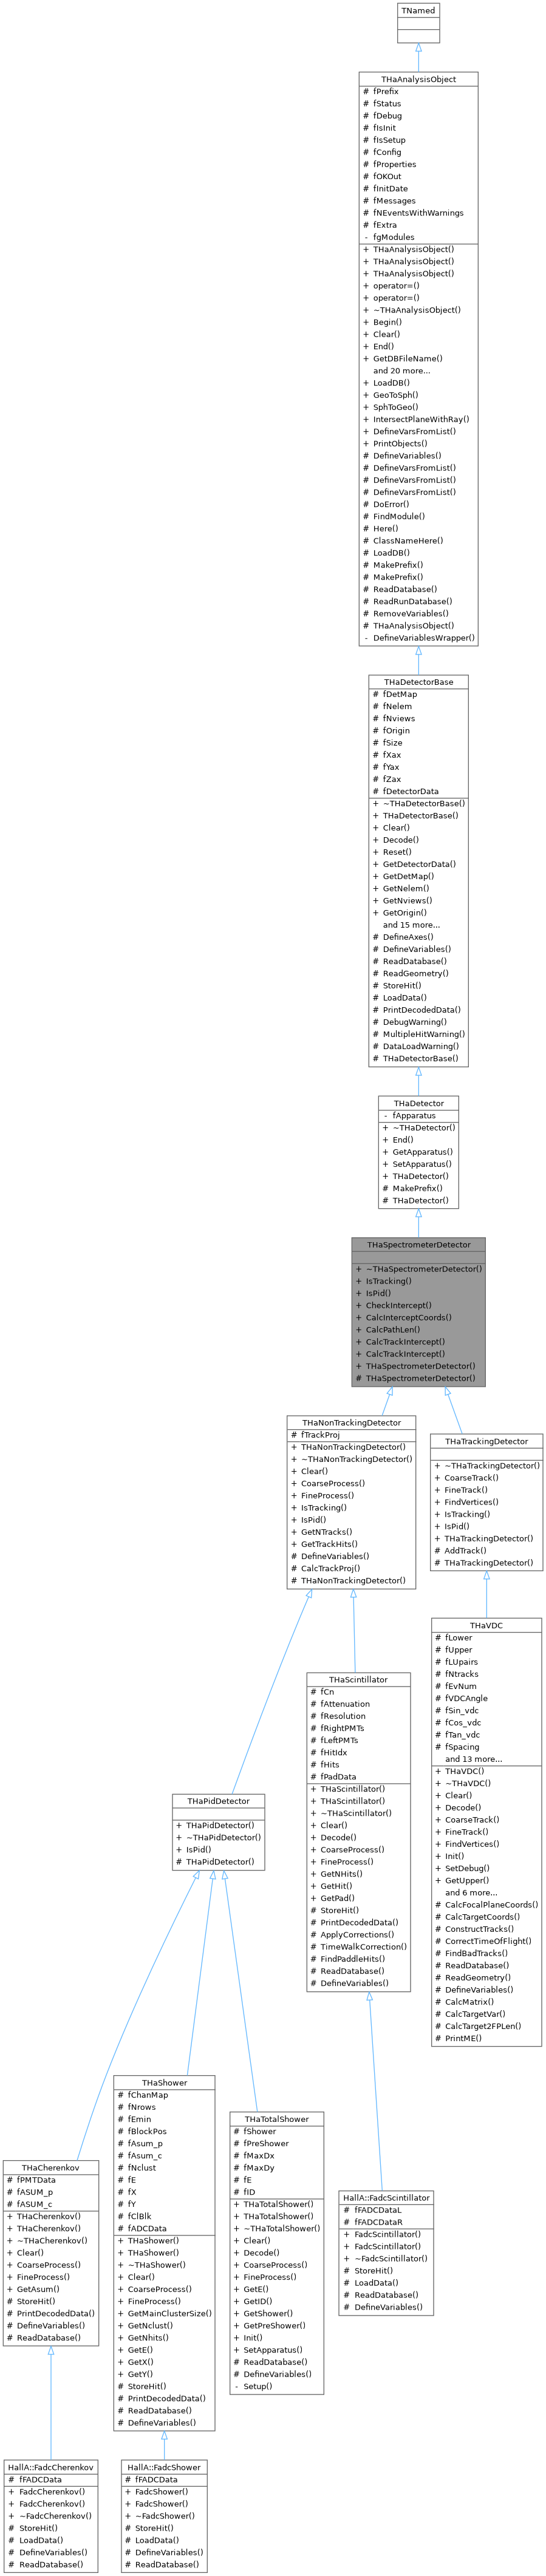 TNamed
THaAnalysisObject
# fPrefix
# fStatus
# fDebug
# fIsInit
# fIsSetup
# fConfig
# fProperties
# fOKOut
# fInitDate
# fMessages
# fNEventsWithWarnings
# fExtra
- fgModules
+ THaAnalysisObject()
+ THaAnalysisObject()
+ THaAnalysisObject()
+ operator=()
+ operator=()
+ ~THaAnalysisObject()
+ Begin()
+ Clear()
+ End()
+ GetDBFileName()
and 20 more...
+ LoadDB()
+ GeoToSph()
+ SphToGeo()
+ IntersectPlaneWithRay()
+ DefineVarsFromList()
+ PrintObjects()
# DefineVariables()
# DefineVarsFromList()
# DefineVarsFromList()
# DefineVarsFromList()
# DoError()
# FindModule()
# Here()
# ClassNameHere()
# LoadDB()
# MakePrefix()
# MakePrefix()
# ReadDatabase()
# ReadRunDatabase()
# RemoveVariables()
# THaAnalysisObject()
- DefineVariablesWrapper()
THaDetectorBase
# fDetMap
# fNelem
# fNviews
# fOrigin
# fSize
# fXax
# fYax
# fZax
# fDetectorData
+ ~THaDetectorBase()
+ THaDetectorBase()
+ Clear()
+ Decode()
+ Reset()
+ GetDetectorData()
+ GetDetMap()
+ GetNelem()
+ GetNviews()
+ GetOrigin()
and 15 more...
# DefineAxes()
# DefineVariables()
# ReadDatabase()
# ReadGeometry()
# StoreHit()
# LoadData()
# PrintDecodedData()
# DebugWarning()
# MultipleHitWarning()
# DataLoadWarning()
# THaDetectorBase()
THaDetector
- fApparatus
+ ~THaDetector()
+ End()
+ GetApparatus()
+ SetApparatus()
+ THaDetector()
# MakePrefix()
# THaDetector()
THaSpectrometerDetector
+ ~THaSpectrometerDetector()
+ IsTracking()
+ IsPid()
+ CheckIntercept()
+ CalcInterceptCoords()
+ CalcPathLen()
+ CalcTrackIntercept()
+ CalcTrackIntercept()
+ THaSpectrometerDetector()
# THaSpectrometerDetector()
THaNonTrackingDetector
# fTrackProj
+ THaNonTrackingDetector()
+ ~THaNonTrackingDetector()
+ Clear()
+ CoarseProcess()
+ FineProcess()
+ IsTracking()
+ IsPid()
+ GetNTracks()
+ GetTrackHits()
# DefineVariables()
# CalcTrackProj()
# THaNonTrackingDetector()
THaTrackingDetector
+ ~THaTrackingDetector()
+ CoarseTrack()
+ FineTrack()
+ FindVertices()
+ IsTracking()
+ IsPid()
+ THaTrackingDetector()
# AddTrack()
# THaTrackingDetector()
THaVDC
# fLower
# fUpper
# fLUpairs
# fNtracks
# fEvNum
# fVDCAngle
# fSin_vdc
# fCos_vdc
# fTan_vdc
# fSpacing
and 13 more...
+ THaVDC()
+ ~THaVDC()
+ Clear()
+ Decode()
+ CoarseTrack()
+ FineTrack()
+ FindVertices()
+ Init()
+ SetDebug()
+ GetUpper()
and 6 more...
# CalcFocalPlaneCoords()
# CalcTargetCoords()
# ConstructTracks()
# CorrectTimeOfFlight()
# FindBadTracks()
# ReadDatabase()
# ReadGeometry()
# DefineVariables()
# CalcMatrix()
# CalcTargetVar()
# CalcTarget2FPLen()
# PrintME()
THaScintillator
# fCn
# fAttenuation
# fResolution
# fRightPMTs
# fLeftPMTs
# fHitIdx
# fHits
# fPadData
+ THaScintillator()
+ THaScintillator()
+ ~THaScintillator()
+ Clear()
+ Decode()
+ CoarseProcess()
+ FineProcess()
+ GetNHits()
+ GetHit()
+ GetPad()
# StoreHit()
# PrintDecodedData()
# ApplyCorrections()
# TimeWalkCorrection()
# FindPaddleHits()
# ReadDatabase()
# DefineVariables()
THaPidDetector
+ THaPidDetector()
+ ~THaPidDetector()
+ IsPid()
# THaPidDetector()
THaShower
# fChanMap
# fNrows
# fEmin
# fBlockPos
# fAsum_p
# fAsum_c
# fNclust
# fE
# fX
# fY
# fClBlk
# fADCData
+ THaShower()
+ THaShower()
+ ~THaShower()
+ Clear()
+ CoarseProcess()
+ FineProcess()
+ GetMainClusterSize()
+ GetNclust()
+ GetNhits()
+ GetE()
+ GetX()
+ GetY()
# StoreHit()
# PrintDecodedData()
# ReadDatabase()
# DefineVariables()
THaTotalShower
# fShower
# fPreShower
# fMaxDx
# fMaxDy
# fE
# fID
+ THaTotalShower()
+ THaTotalShower()
+ ~THaTotalShower()
+ Clear()
+ Decode()
+ CoarseProcess()
+ FineProcess()
+ GetE()
+ GetID()
+ GetShower()
+ GetPreShower()
+ Init()
+ SetApparatus()
# ReadDatabase()
# DefineVariables()
- Setup()
THaCherenkov
# fPMTData
# fASUM_p
# fASUM_c
+ THaCherenkov()
+ THaCherenkov()
+ ~THaCherenkov()
+ Clear()
+ CoarseProcess()
+ FineProcess()
+ GetAsum()
# StoreHit()
# PrintDecodedData()
# DefineVariables()
# ReadDatabase()
HallA::FadcScintillator
# fFADCDataL
# fFADCDataR
+ FadcScintillator()
+ FadcScintillator()
+ ~FadcScintillator()
# StoreHit()
# LoadData()
# ReadDatabase()
# DefineVariables()
HallA::FadcCherenkov
# fFADCData
+ FadcCherenkov()
+ FadcCherenkov()
+ ~FadcCherenkov()
# StoreHit()
# LoadData()
# DefineVariables()
# ReadDatabase()
HallA::FadcShower
# fFADCData
+ FadcShower()
+ FadcShower()
+ ~FadcShower()
# StoreHit()
# LoadData()
# DefineVariables()
# ReadDatabase()